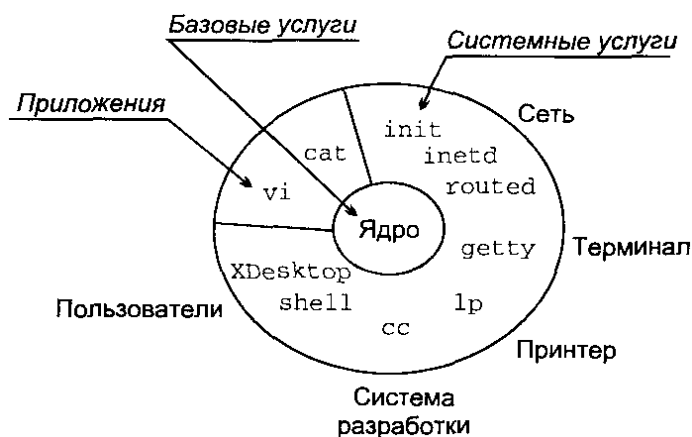 Базовые услуги
Системные услуги
Приложения
Сеть
init
cat
inetd
vi
routed
Ядро
getty
Терминал
XDesktop
Пользователи
shell
lp
cc
Принтер
Система
разработки